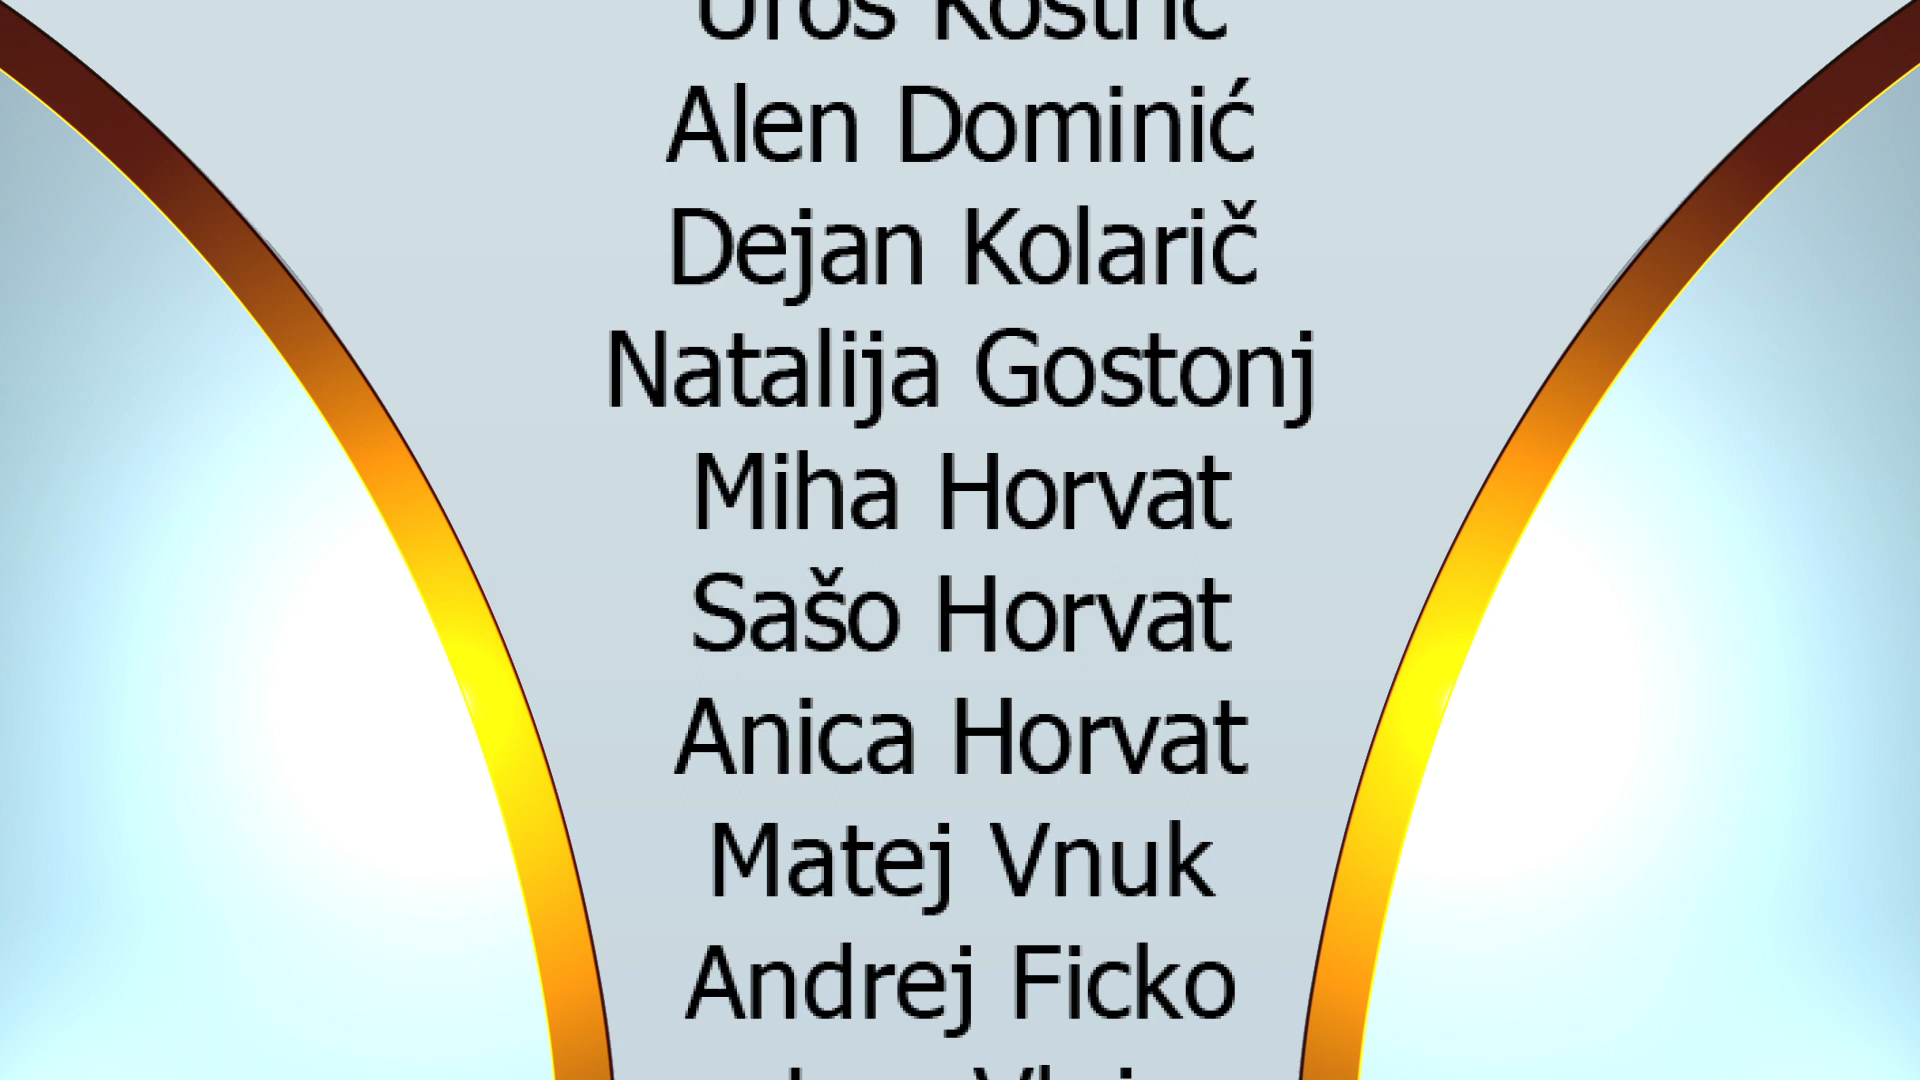 Alen Dominić
Dejan Kolarič
Natalija Gostonj
Miha Horvat
Sašo Horvat
Anica Horvat
Matej Vnuk
Andrej Ficko